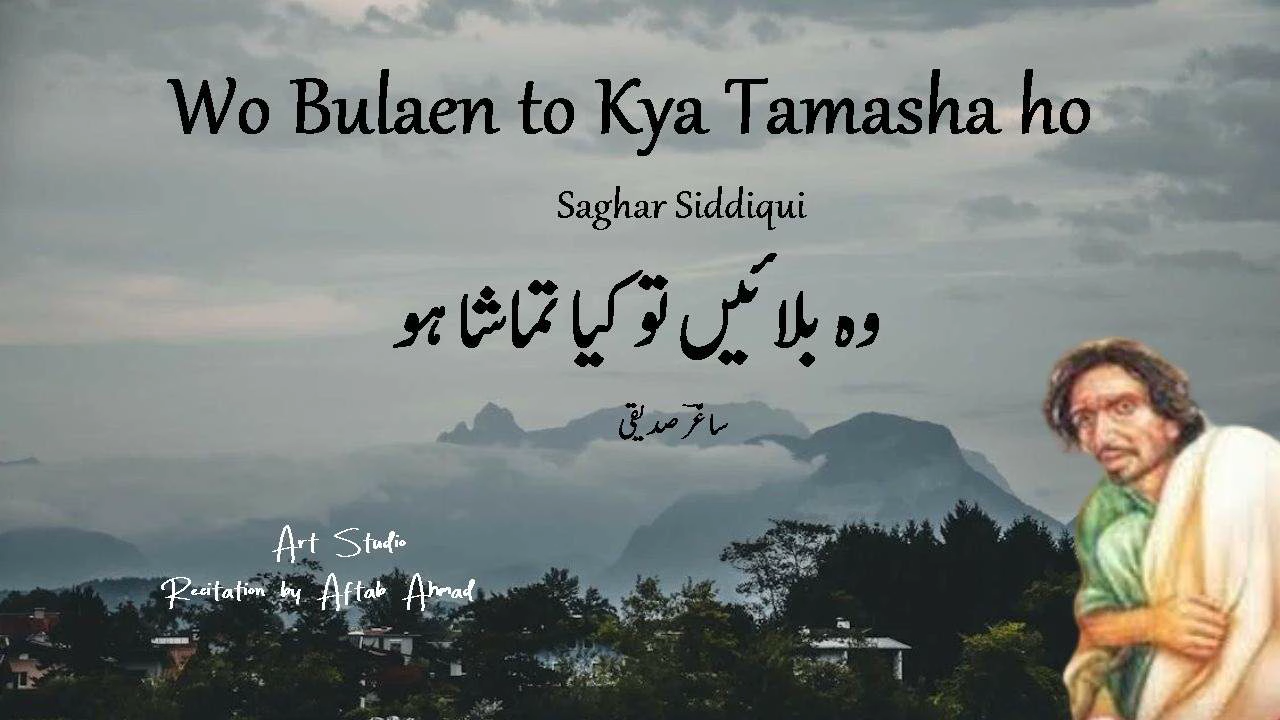 Wo Bulaen to Kya Tamasha ho
Saghar Siddiqui
وہ بلائیں تو کیا تماشا ہو
ساغرؔ صدیقی
Art Studio
Recitation by Aftab Ahmad